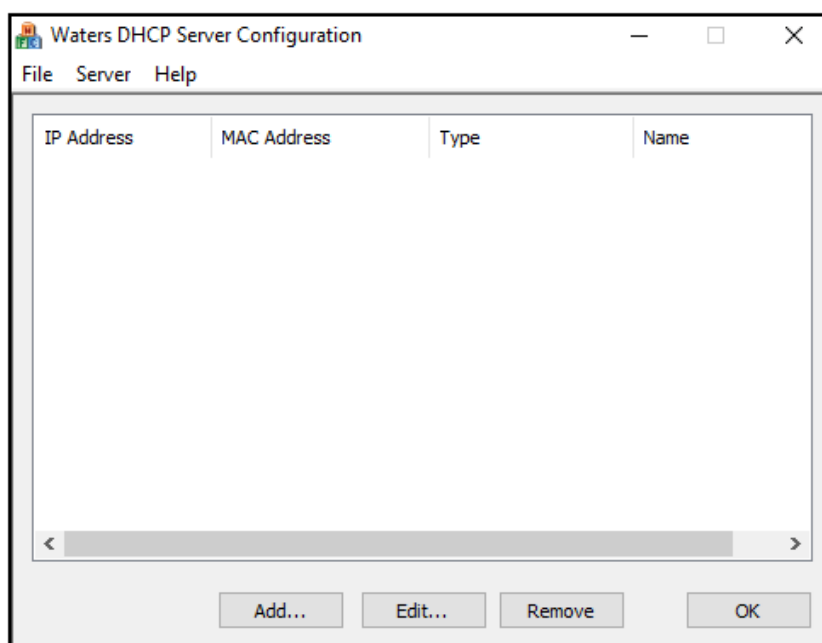 Waters DHCP Server Configuration
File Server Help
IP Address MAC Address Type Name
Add... Edit... Remove OK